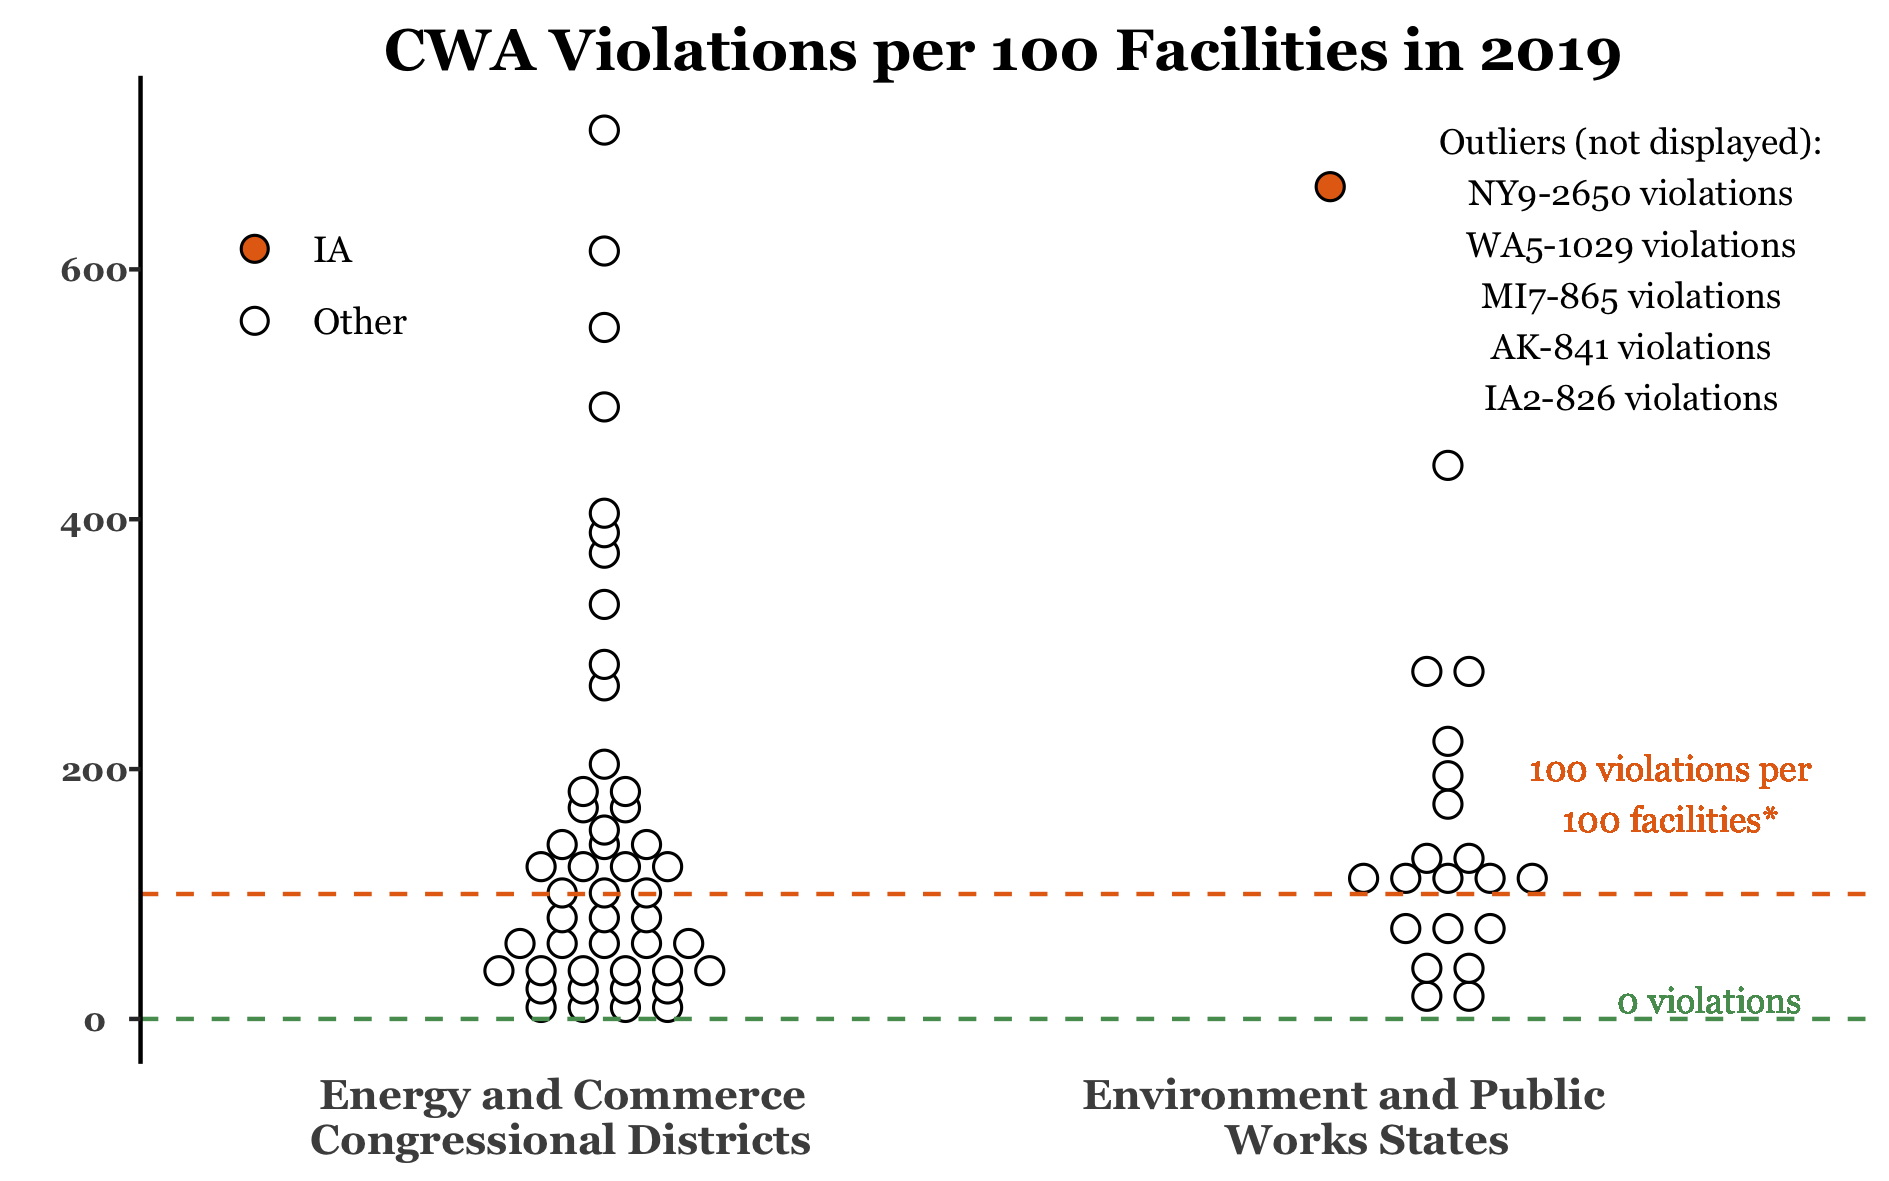 CWA Violations per 100 Facilities in 2019
Outliers (not displayed):
NY9-2650 violations
WA5-1029 violations
MI7-865 violations
AK-841 violations
IA2-826 violations
IA
Other
600
400
200
0
100 violations per
100 facilities*
0 violations
Energy and Commerce
Congressional Districts
Environment and Public
Works States